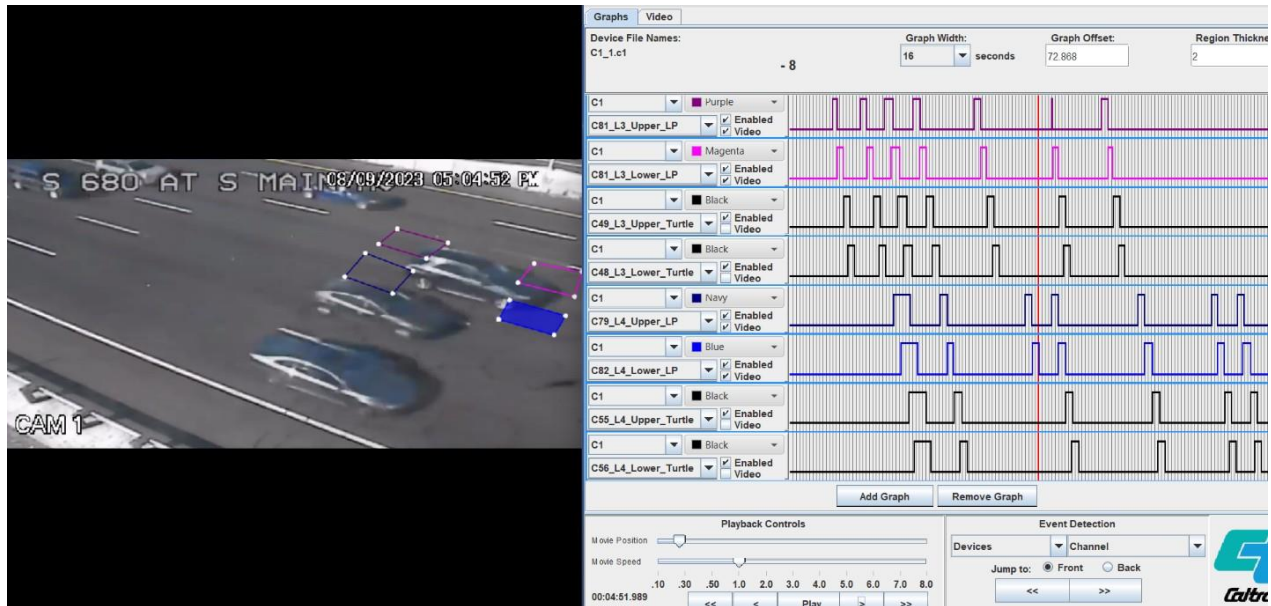 S 680 AT S MAIN
08/09/2023 05:04:52 PM
CAM 1
Graphs Video
Device File Names:
C1_1.c1
- 8
Graph Width:
16 seconds
Graph Offset:
72.868
Region Thickne
2
C1 Purple
C81_L3_Upper_LP Enabled
Video
C1 Magenta
C81_L3_Lower_LP Enabled
Video
C1 Black
C49_L3_Upper_Turtle Enabled
Video
C1 Black
C48_L3_Lower_Turtle Enabled
Video
C1 Navy
C79_L4_Upper_LP Enabled
Video
C1 Blue
C82_L4_Lower_LP Enabled
Video
C1 Black
C55_L4_Upper_Turtle Enabled
Video
C1 Black
C56_L4_Lower_Turtle Enabled
Video
Add Graph Remove Graph
Playback Controls
Movie Position
Movie Speed
.10 .30 .50 1.0 2.0 3.0 4.0 5.0 6.0 7.0 8.0
00:04:51.989
<< < Play > >>
Event Detection
Devices Channel
Jump to: Front Back
<< >>
Caltra